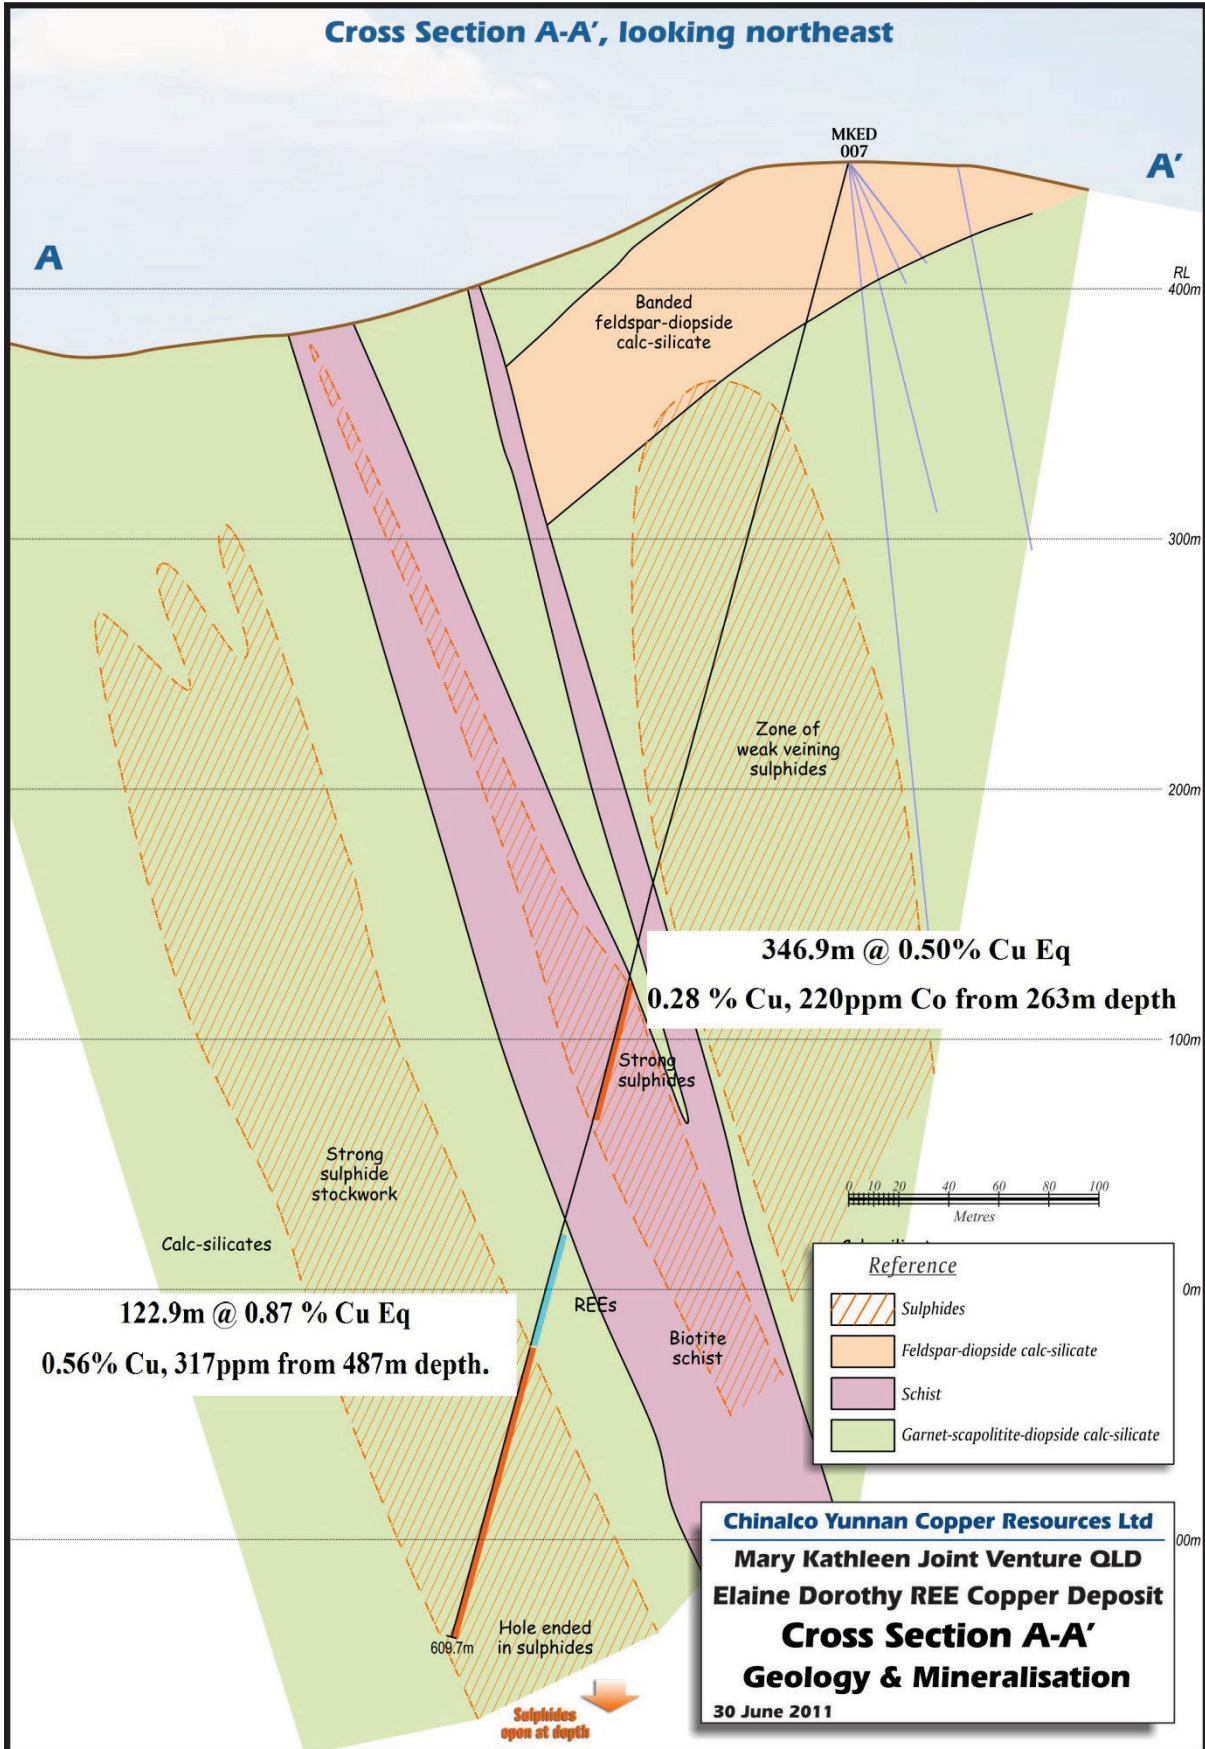 Cross Section A-A’, looking northeast
MKED
007
A’
A
RL
400m
Banded
feldspar-diopside
calc-silicate
300m
Zone of
weak veining
sulphides
200m
346.9m @ 0.50% Cu Eq
0.28 % Cu, 220ppm Co from 263m depth
100m
Strong
sulphides
Strong
sulphide
stockwork
0 10 20 40 60 80 100
Metres
Calc-silicates
Reference
Sulphides
Feldspar-diopside calc-silicate
Schist
Garnet-scapolitite-diopside calc-silicate
0m
REEs
122.9m @ 0.87 % Cu Eq
0.56% Cu, 317ppm from 487m depth.
Biotite
schist
00m
Chinalco Yunnan Copper Resources Ltd
Mary Kathleen Joint Venture QLD
Elaine Dorothy REE Copper Deposit
Cross Section A-A’
Geology & Mineralisation
30 June 2011
609.7m
Hole ended
in sulphides
Sulphides
open at depth